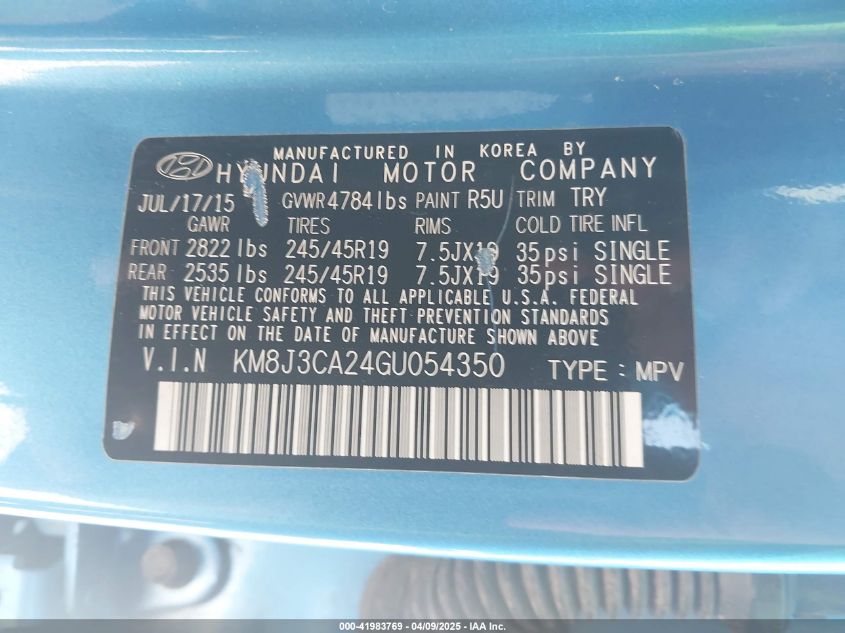 MANUFACTURED IN KOREA BY
HYUNDAI MOTOR COMPANY
JUL/17/15 GVWR 4784 lbs PAINT R5U TRIM TRY
GAWR TIRES RIMS COLD TIRE INFL
FRONT 2822 lbs 245/45R19 7.5JX19 35psi SINGLE
REAR 2535 lbs 245/45R19 7.5JX19 35psi SINGLE
THIS VEHICLE CONFORMS TO ALL APPLICABLE U.S.A. FEDERAL
MOTOR VEHICLE SAFETY AND THEFT PREVENTION STANDARDS
IN EFFECT ON THE DATE OF MANUFACTURE SHOWN ABOVE
V.I.N KM8J3CA24GU054350 TYPE : MPV
000-41983769 - 04/09/2025 - IAA Inc.